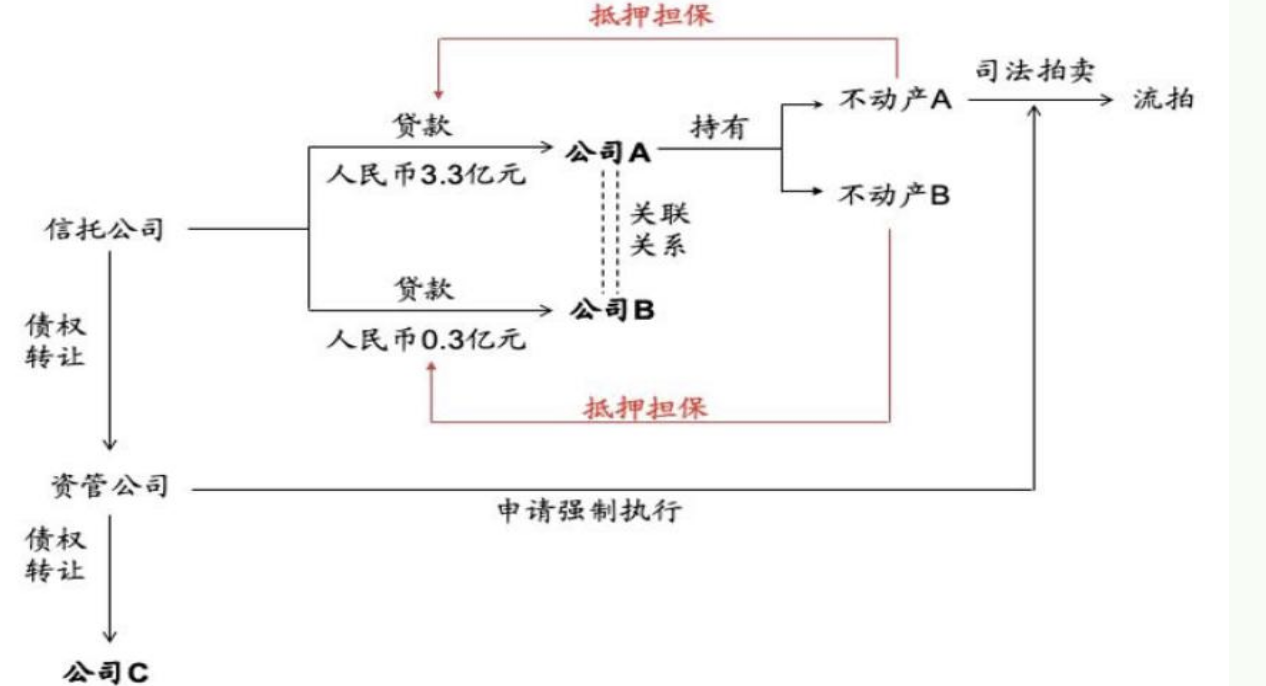 抵押担保
司法拍卖
不动产A
流拍
贷款
持有
人民币3.3亿元
公司A
不动产B
信托公司
关联
关系
贷款
公司B
人民币0.3亿元
债权
转让
抵押担保
资管公司
申请强制执行
债权
转让
公司C